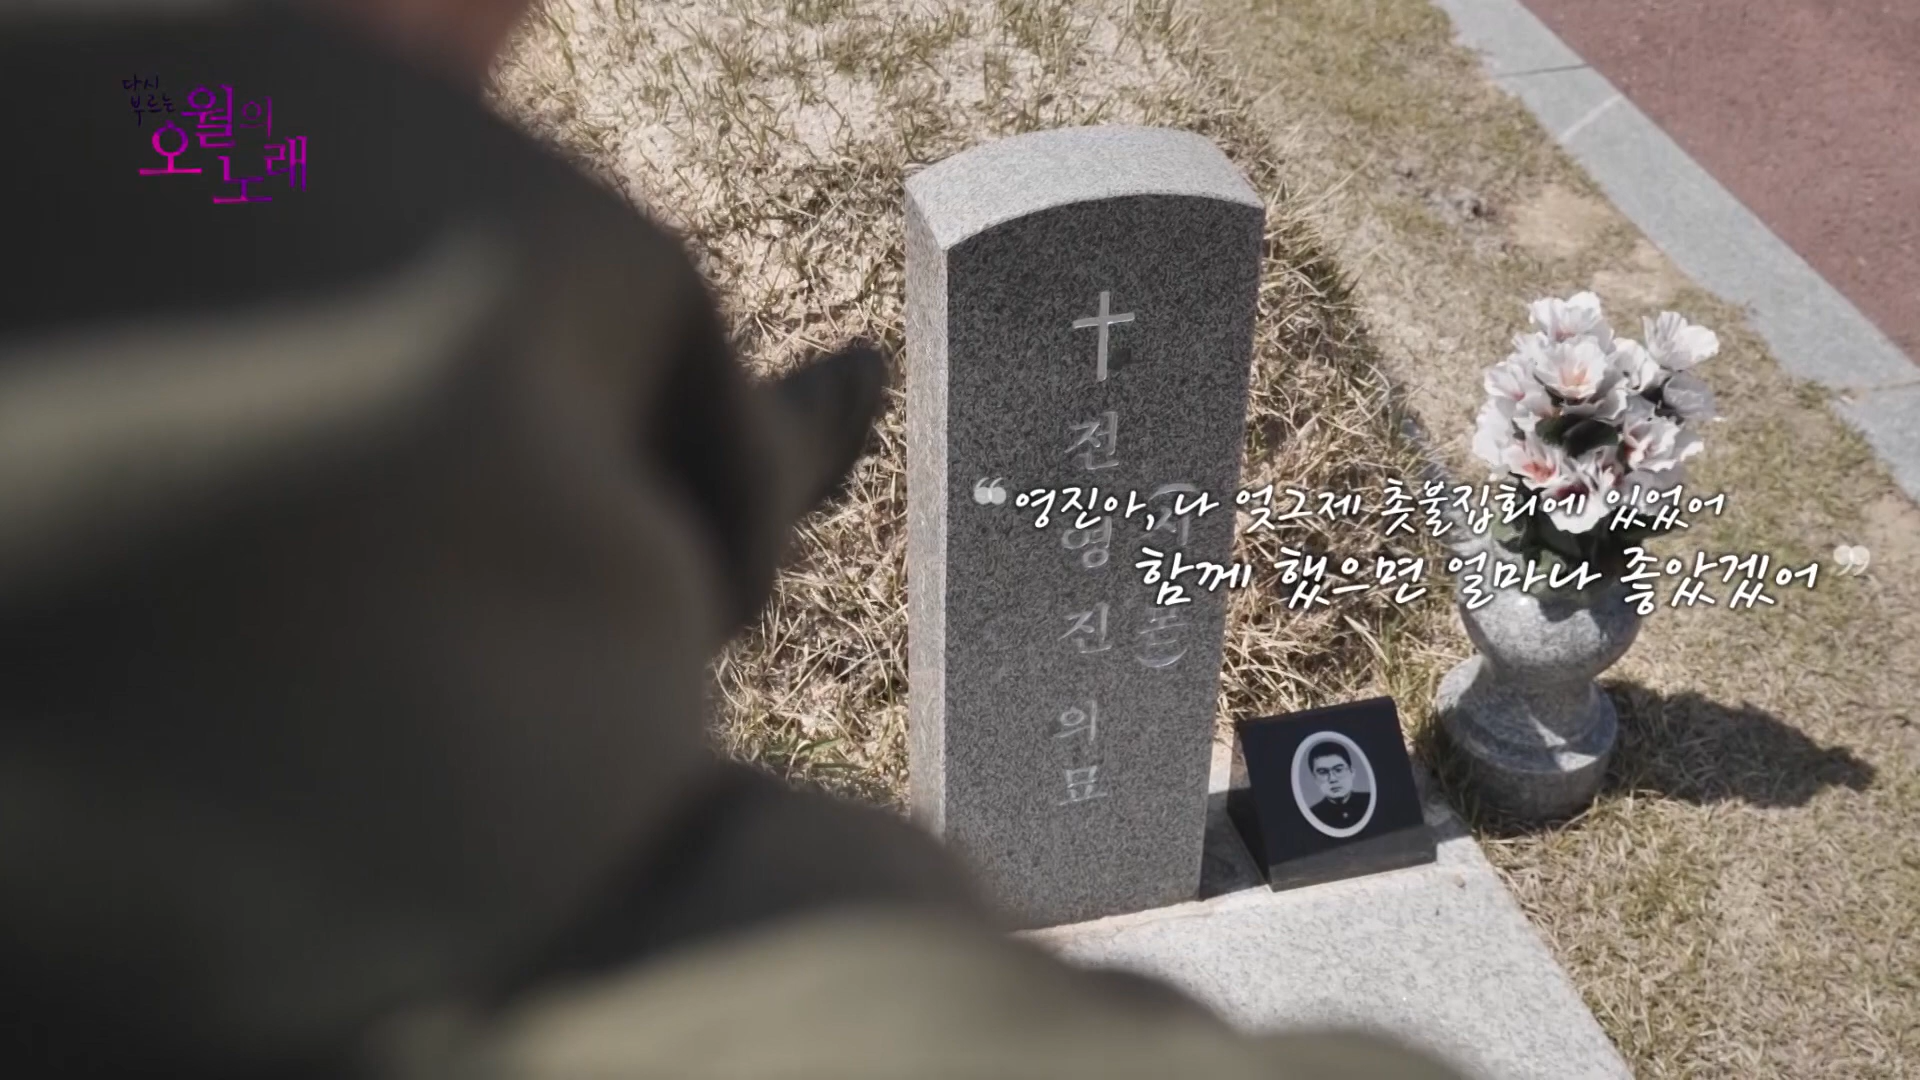 다시
부르는
오월의
노래
전영진의묘
(시몬)
“영진아, 나 엊그제 촛불집회에 있었어
함께 했으면 얼마나 좋았겠어”